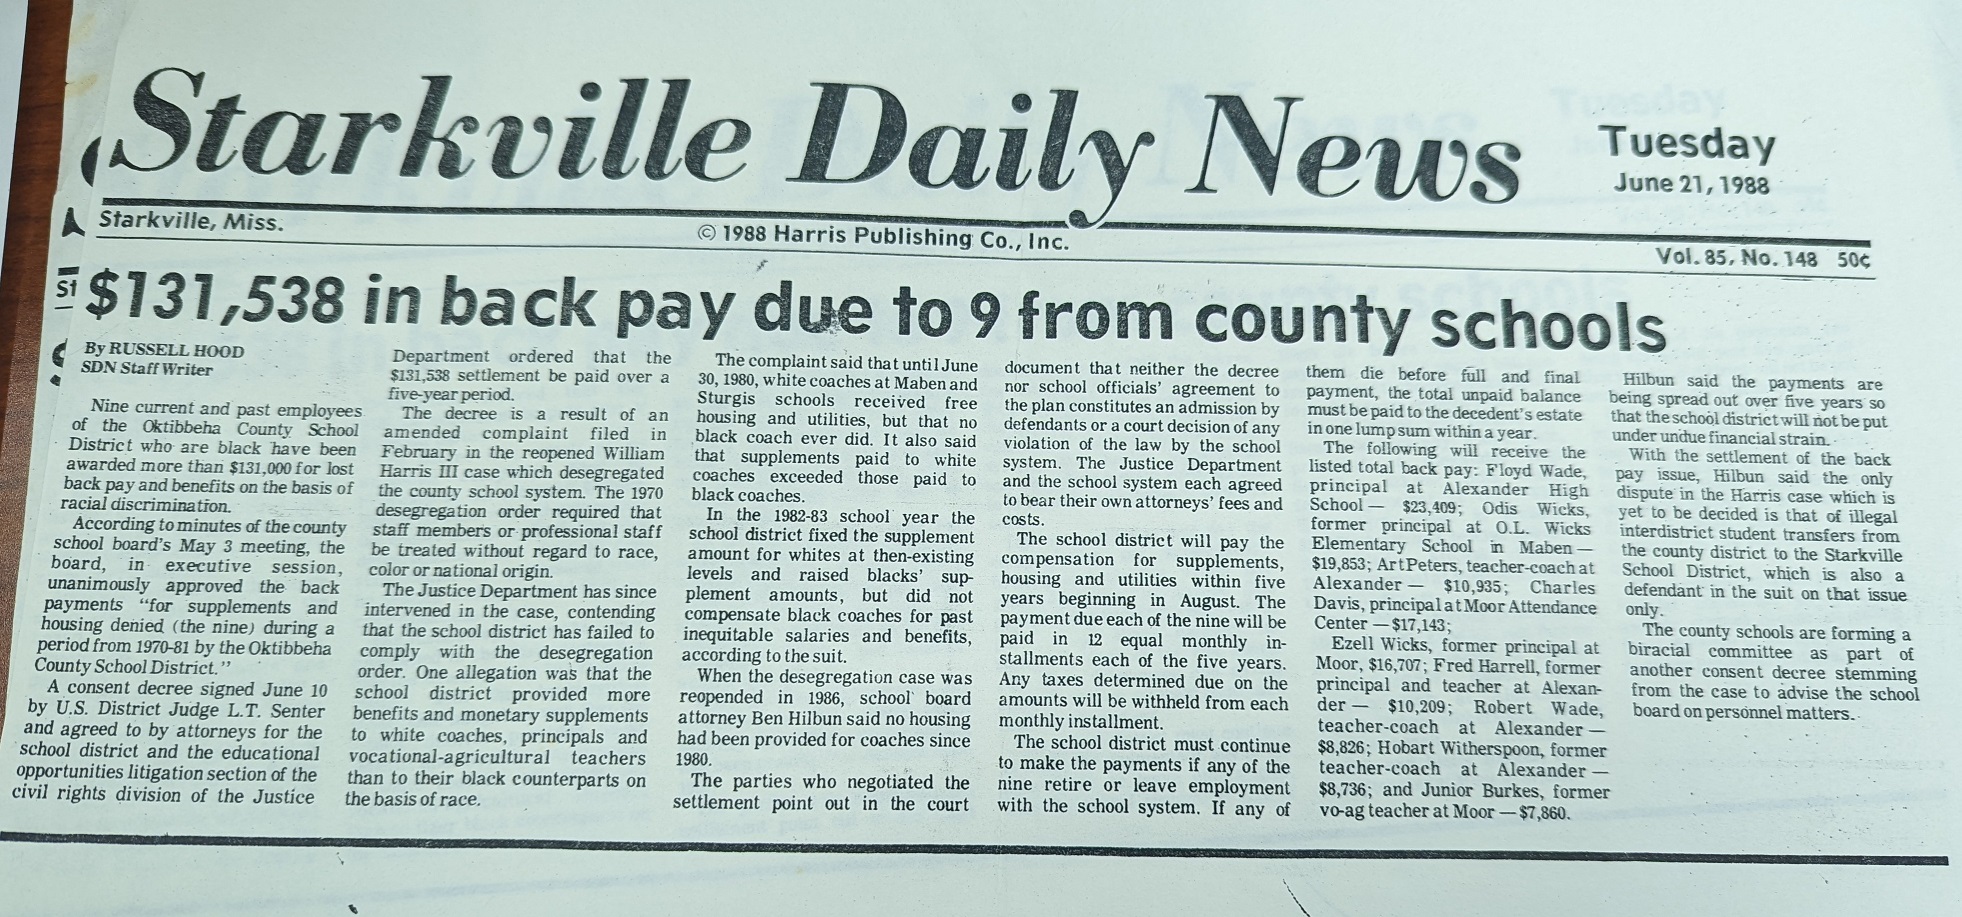 Starkville Daily News
Tuesday
June 21, 1988
Starkville, Miss.
© 1988 Harris Publishing Co., Inc.
Vol. 85, No. 148 50¢
St
$131,538 in back pay due to 9 from county schools
By RUSSELL HOOD
SDN Staff Writer
Nine current and past employees
of the Oktibbeha County School
District who are black have been
awarded more than $131,000 for lost
back pay and benefits on the basis of
racial discrimination.
According to minutes of the county
school board's May 3 meeting, the
board, in executive session,
unanimously approved the back
payments "for supplements and
housing denied (the nine) during a
period from 1970-81 by the Oktibbeha
County School District."
A consent decree signed June 10
by U.S. District Judge L.T. Senter
and agreed to by attorneys for the
school district and the educational
opportunities litigation section of the
civil rights division of the Justice
Department ordered that the
$131,538 settlement be paid over a
five-year period.
The decree is a result of an
amended complaint filed in
February in the reopened William
Harris III case which desegregated
the county school system. The 1970
desegregation order required that
staff members or professional staff
be treated without regard to race,
color or national origin.
The Justice Department has since
intervened in the case, contending
that the school district has failed to
comply with the desegregation
order. One allegation was that the
school district provided more
benefits and monetary supplements
to white coaches, principals and
vocational-agricultural teachers
than to their black counterparts on
the basis of race.
The complaint said that until June
30, 1980, white coaches at Maben and
Sturgis schools received free
housing and utilities, but that no
black coach ever did. It also said
that supplements paid to white
coaches exceeded those paid to
black coaches.
In the 1982-83 school year the
school district fixed the supplement
amount for whites at then-existing
levels and raised blacks' sup-
plement amounts, but did not
compensate black coaches for past
inequitable salaries and benefits,
according to the suit.
When the desegregation case was
reopened in 1986, school board
attorney Ben Hilbun said no housing
had been provided for coaches since
1980.
The parties who negotiated the
settlement point out in the court
document that neither the decree
nor school officials' agreement to
the plan constitutes an admission by
defendants or a court decision of any
violation of the law by the school
system. The Justice Department
and the school system each agreed
to bear their own attorneys' fees and
costs.
The school district will pay the
compensation for supplements,
housing and utilities within five
years beginning in August. The
payment due each of the nine will be
paid in 12 equal monthly in-
stallments each of the five years.
Any taxes determined due on the
amounts will be withheld from each
monthly installment.
The school district must continue
to make the payments if any of the
nine retire or leave employment
with the school system. If any of
them die before full and final
payment, the total unpaid balance
must be paid to the decedent's estate
in one lump sum within a year.
The following will receive the
listed total back pay: Floyd Wade,
principal at Alexander High
School — $23,409; Odis Wicks,
former principal at O.L. Wicks
Elementary School in Maben —
$19,853; Art Peters, teacher-coach at
Alexander — $10,935; Charles
Davis, principal at Moor Attendance
Center — $17,143;
Ezell Wicks, former principal at
Moor, $16,707; Fred Harrell, former
principal and teacher at Alexan-
der — $10,209; Robert Wade,
teacher-coach at Alexander —
$8,826; Hobart Witherspoon, former
teacher-coach at Alexander —
$8,736; and Junior Burkes, former
vo-ag teacher at Moor — $7,860.
Hilbun said the payments are
being spread out over five years so
that the school district will not be put
under undue financial strain.
With the settlement of the back
pay issue, Hilbun said the only
dispute in the Harris case which is
yet to be decided is that of illegal
interdistrict student transfers from
the county district to the Starkville
School District, which is also a
defendant in the suit on that issue
only.
The county schools are forming a
biracial committee as part of
another consent decree stemming
from the case to advise the school
board on personnel matters.